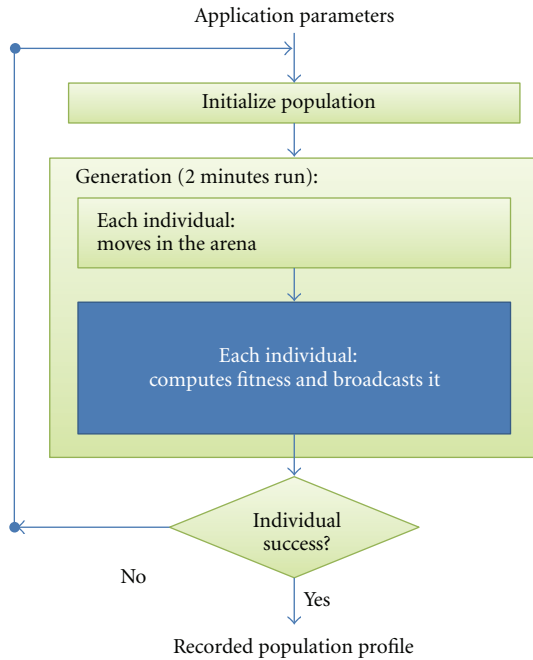 Application parameters
Initialize population
Generation (2 minutes run):
Each individual:
moves in the arena
Each individual:
computes fitness and broadcasts it
Individual
success?
No
Yes
Recorded population profile